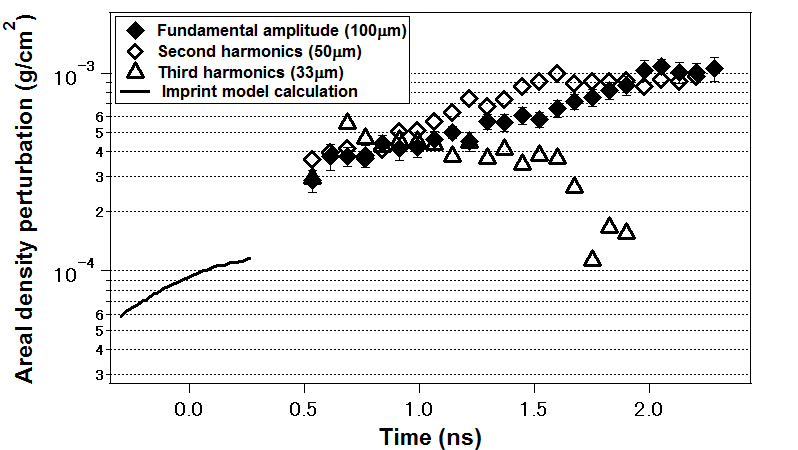 Fundamental amplitude (100μm)
Second harmonics (50μm)
Third harmonics (33μm)
Imprint model calculation
Areal density perturbation (g/cm²)
10⁻³
6
5
4
3
2
10⁻⁴
6
5
4
3
0.0 0.5 1.0 1.5 2.0
Time (ns)